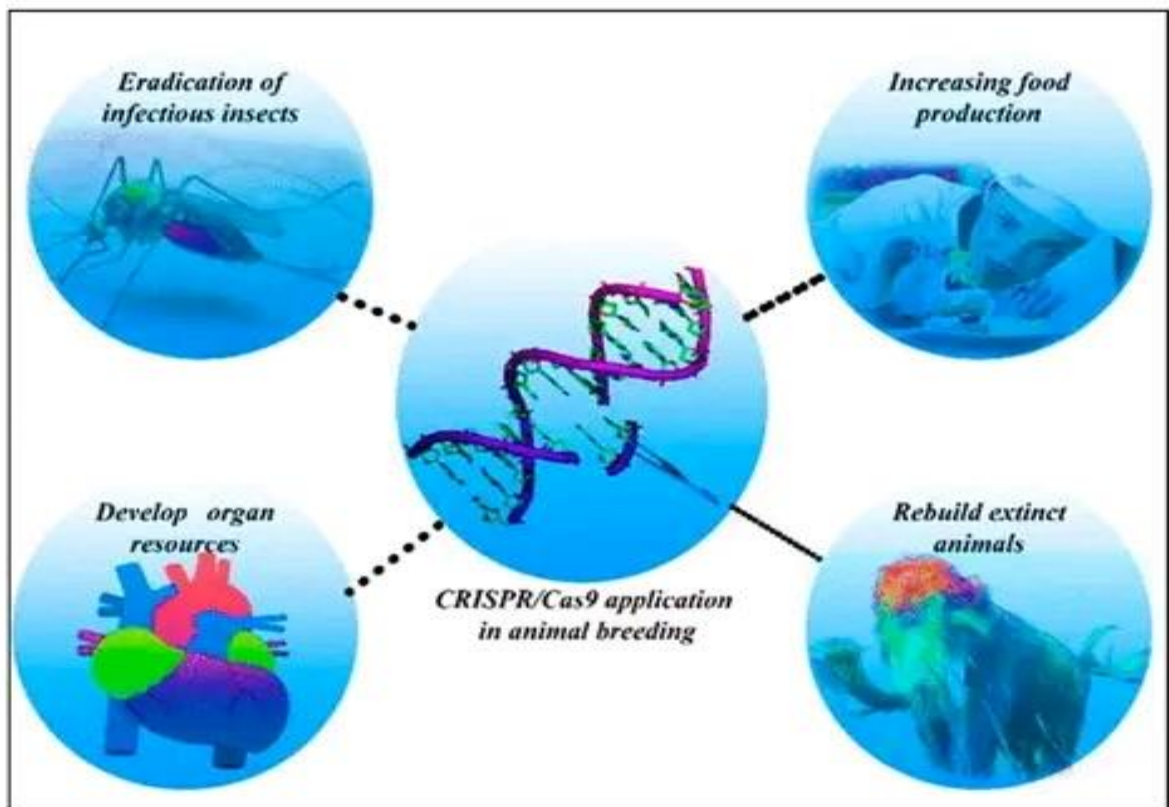 Eradication of
infectious insects
Increasing food
production
Develop organ
resources
Rebuild extinct
animals
CRISPR/Cas9 application
in animal breeding